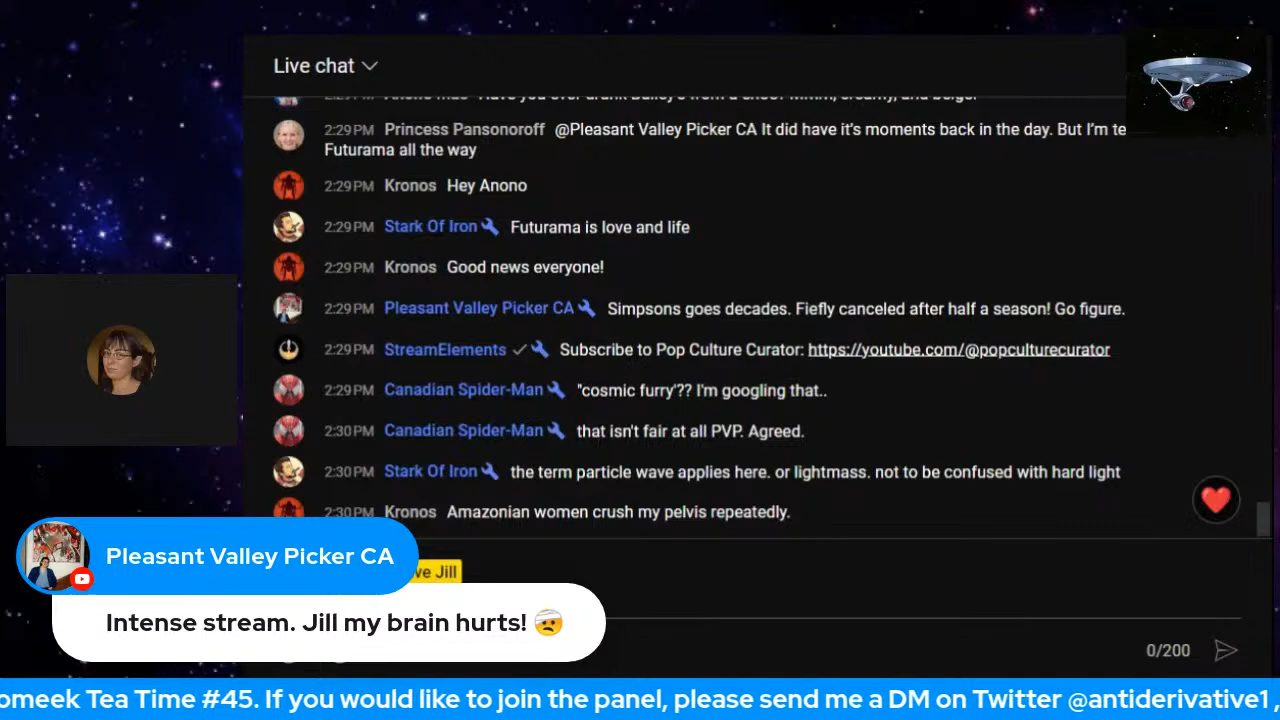 Live chat
2:29 PM Princess Pansonoroff @Pleasant Valley Picker CA It did have it's moments back in the day. But I'm te
Futurama all the way
2:29 PM Kronos Hey Anono
2:29 PM Stark Of Iron Futurama is love and life
2:29 PM Kronos Good news everyone!
2:29 PM Pleasant Valley Picker CA Simpsons goes decades. Fiefly canceled after half a season! Go figure.
2:29 PM StreamElements Subscribe to Pop Culture Curator: https://youtube.com/@popculturecurator
2:29 PM Canadian Spider-Man "cosmic furry'?? I'm googling that..
2:30 PM Canadian Spider-Man that isn't fair at all PVP. Agreed.
2:30 PM Stark Of Iron the term particle wave applies here. or lightmass. not to be confused with hard light
2:30 PM Kronos Amazonian women crush my pelvis repeatedly.
Pleasant Valley Picker CA
ve Jill
Intense stream. Jill my brain hurts! 🤕
0/200
omeek Tea Time #45. If you would like to join the panel, please send me a DM on Twitter @antiderivative1 ,